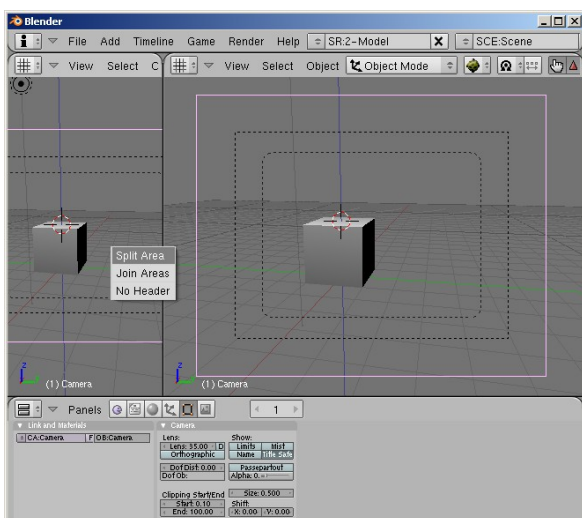 Blender
File Add Timeline Game Render Help SR:2-Model X SCE:Scene
View Select C
View Select Object Object Mode
Split Area
Join Areas
No Header
z
(1) Camera
z
(1) Camera
Panels 1
Link and Materials
CA:Camera F OB:Camera
Camera
Lens: Show:
Lens: 35.00 D Limits Mist
Orthographic Name Title Safe
DofDist: 0.00 Passepartout
Dof Ob: Alpha: 0.
Clipping Start/End Size: 0.500
Start: 0.10 Shift:
End: 100.00 X: 0.00 Y: 0.00